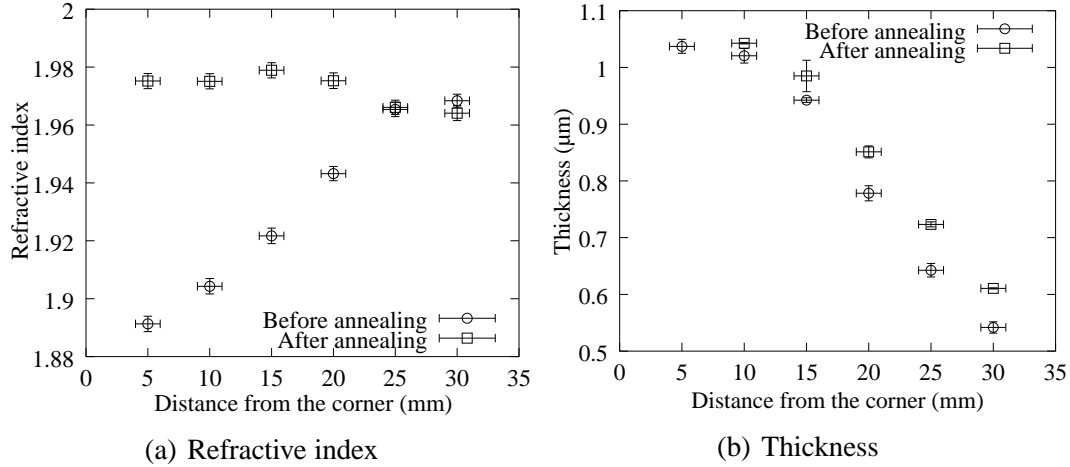 2
1.98
1.96
1.94
1.92
1.9
1.88
Refractive index
Before annealing
After annealing
0 5 10 15 20 25 30 35
Distance from the corner (mm)
(a) Refractive index
1.1
1
0.9
0.8
0.7
0.6
0.5
Thickness (µm)
Before annealing
After annealing
0 5 10 15 20 25 30 35
Distance from the corner (mm)
(b) Thickness